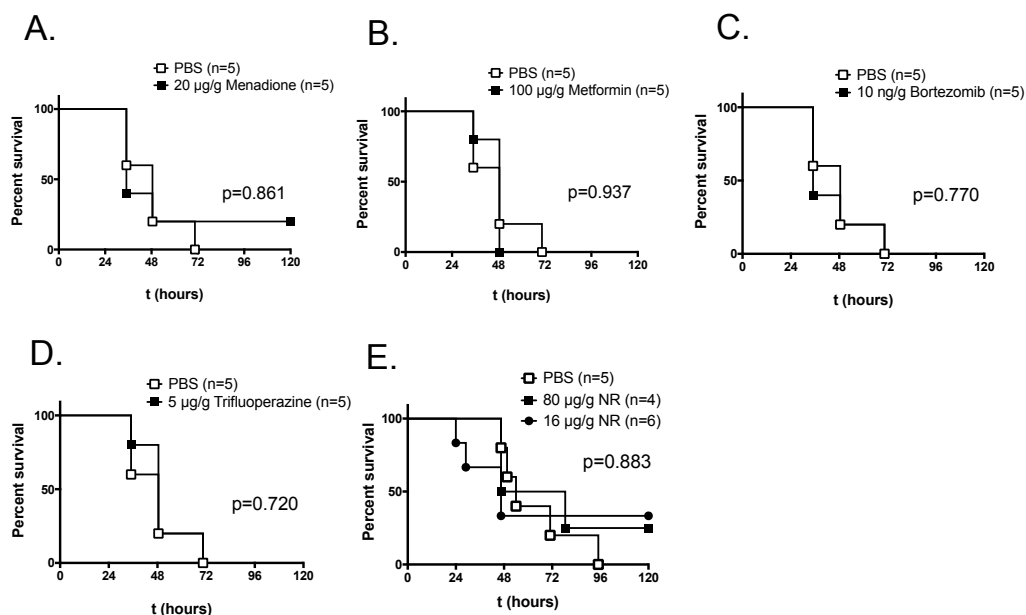 A.
PBS (n=5)
20 µg/g Menadione (n=5)
Percent survival
100
50
0
p=0.861
0 24 48 72 96 120
t (hours)
B.
PBS (n=5)
100 µg/g Metformin (n=5)
Percent survival
100
50
0
p=0.937
0 24 48 72 96 120
t (hours)
C.
PBS (n=5)
10 ng/g Bortezomib (n=5)
Percent survival
100
50
0
p=0.770
0 24 48 72 96 120
t (hours)
D.
PBS (n=5)
5 µg/g Trifluoperazine (n=5)
Percent survival
100
50
0
p=0.720
0 24 48 72 96 120
t (hours)
E.
PBS (n=5)
80 µg/g NR (n=4)
16 µg/g NR (n=6)
Percent survival
100
50
0
p=0.883
0 24 48 72 96 120
t (hours)